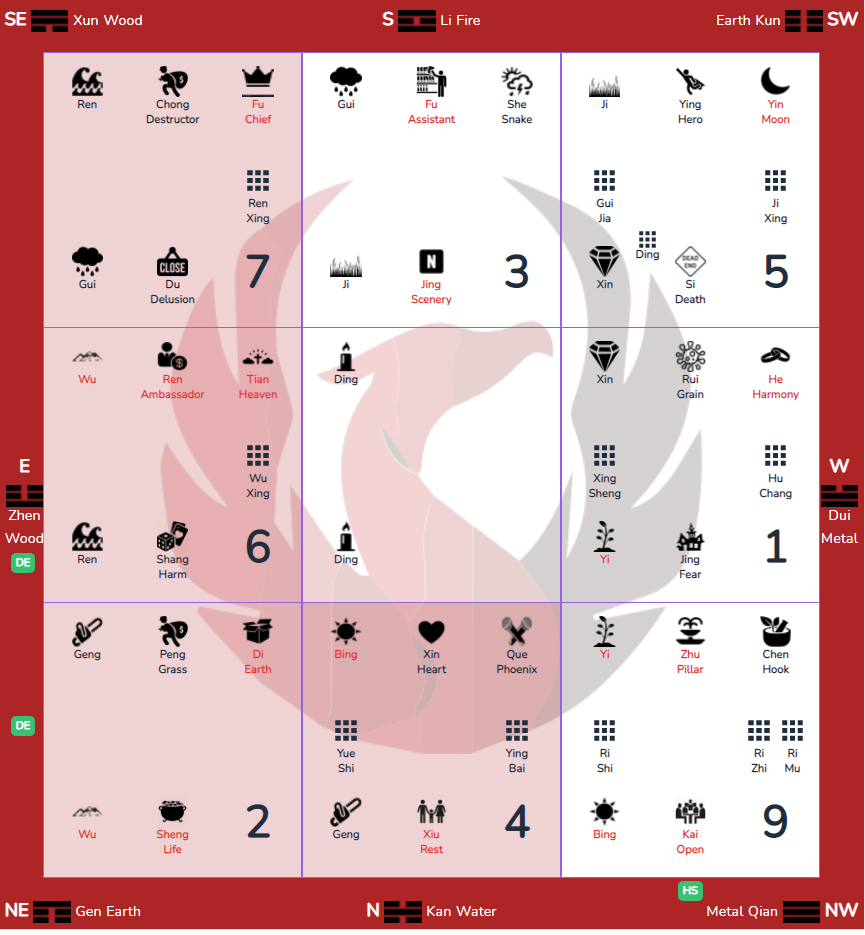 SE Xun Wood
S Li Fire
Earth Kun SW
Ren
Chong
Destructor
Fu
Chief
Ren
Xing
Gui
Du
Delusion
CLOSE
7
Gui
Fu
Assistant
She
Snake
Ji
N
Jing
Scenery
3
Ji
Ying
Hero
Yin
Moon
Gui
Jia
Ji
Xing
Ding
Xin
DEAD
END
Si
Death
5
E
Zhen
Wood
DE
Wu
Ren
Ambassador
Tian
Heaven
Wu
Xing
Ren
Shang
Harm
6
Ding
Ding
Xin
Rui
Grain
He
Harmony
Xing
Sheng
Hu
Chang
Yi
Jing
Fear
1
W
Dui
Metal
DE
Geng
Peng
Grass
Di
Earth
Wu
Sheng
Life
2
Bing
Xin
Heart
Que
Phoenix
Yue
Shi
Ying
Bai
Geng
Xiu
Rest
4
Yi
Zhu
Pillar
Chen
Hook
Ri
Shi
Ri
Zhi
Ri
Mu
Bing
Kai
Open
9
HS
NE Gen Earth
N Kan Water
Metal Qian NW